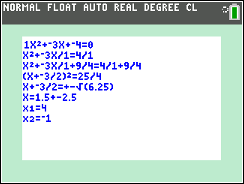 NORMAL FLOAT AUTO REAL DEGREE CL
1X²+⁻3X+⁻4=0
X²+⁻3X/1=4/1
X²+⁻3X/1+9/4=4/1+9/4
(X+⁻3/2)²=25/4
X+⁻3/2=+-√(6.25)
X=1.5+-2.5
x1=4
x2=⁻1